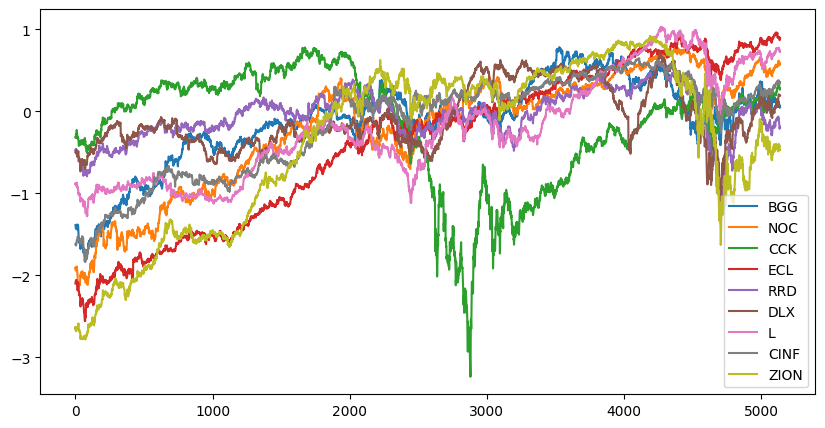 1
0
−1
−2
−3
0
1000
2000
3000
4000
5000
BGG
NOC
CCK
ECL
RRD
DLX
L
CINF
ZION